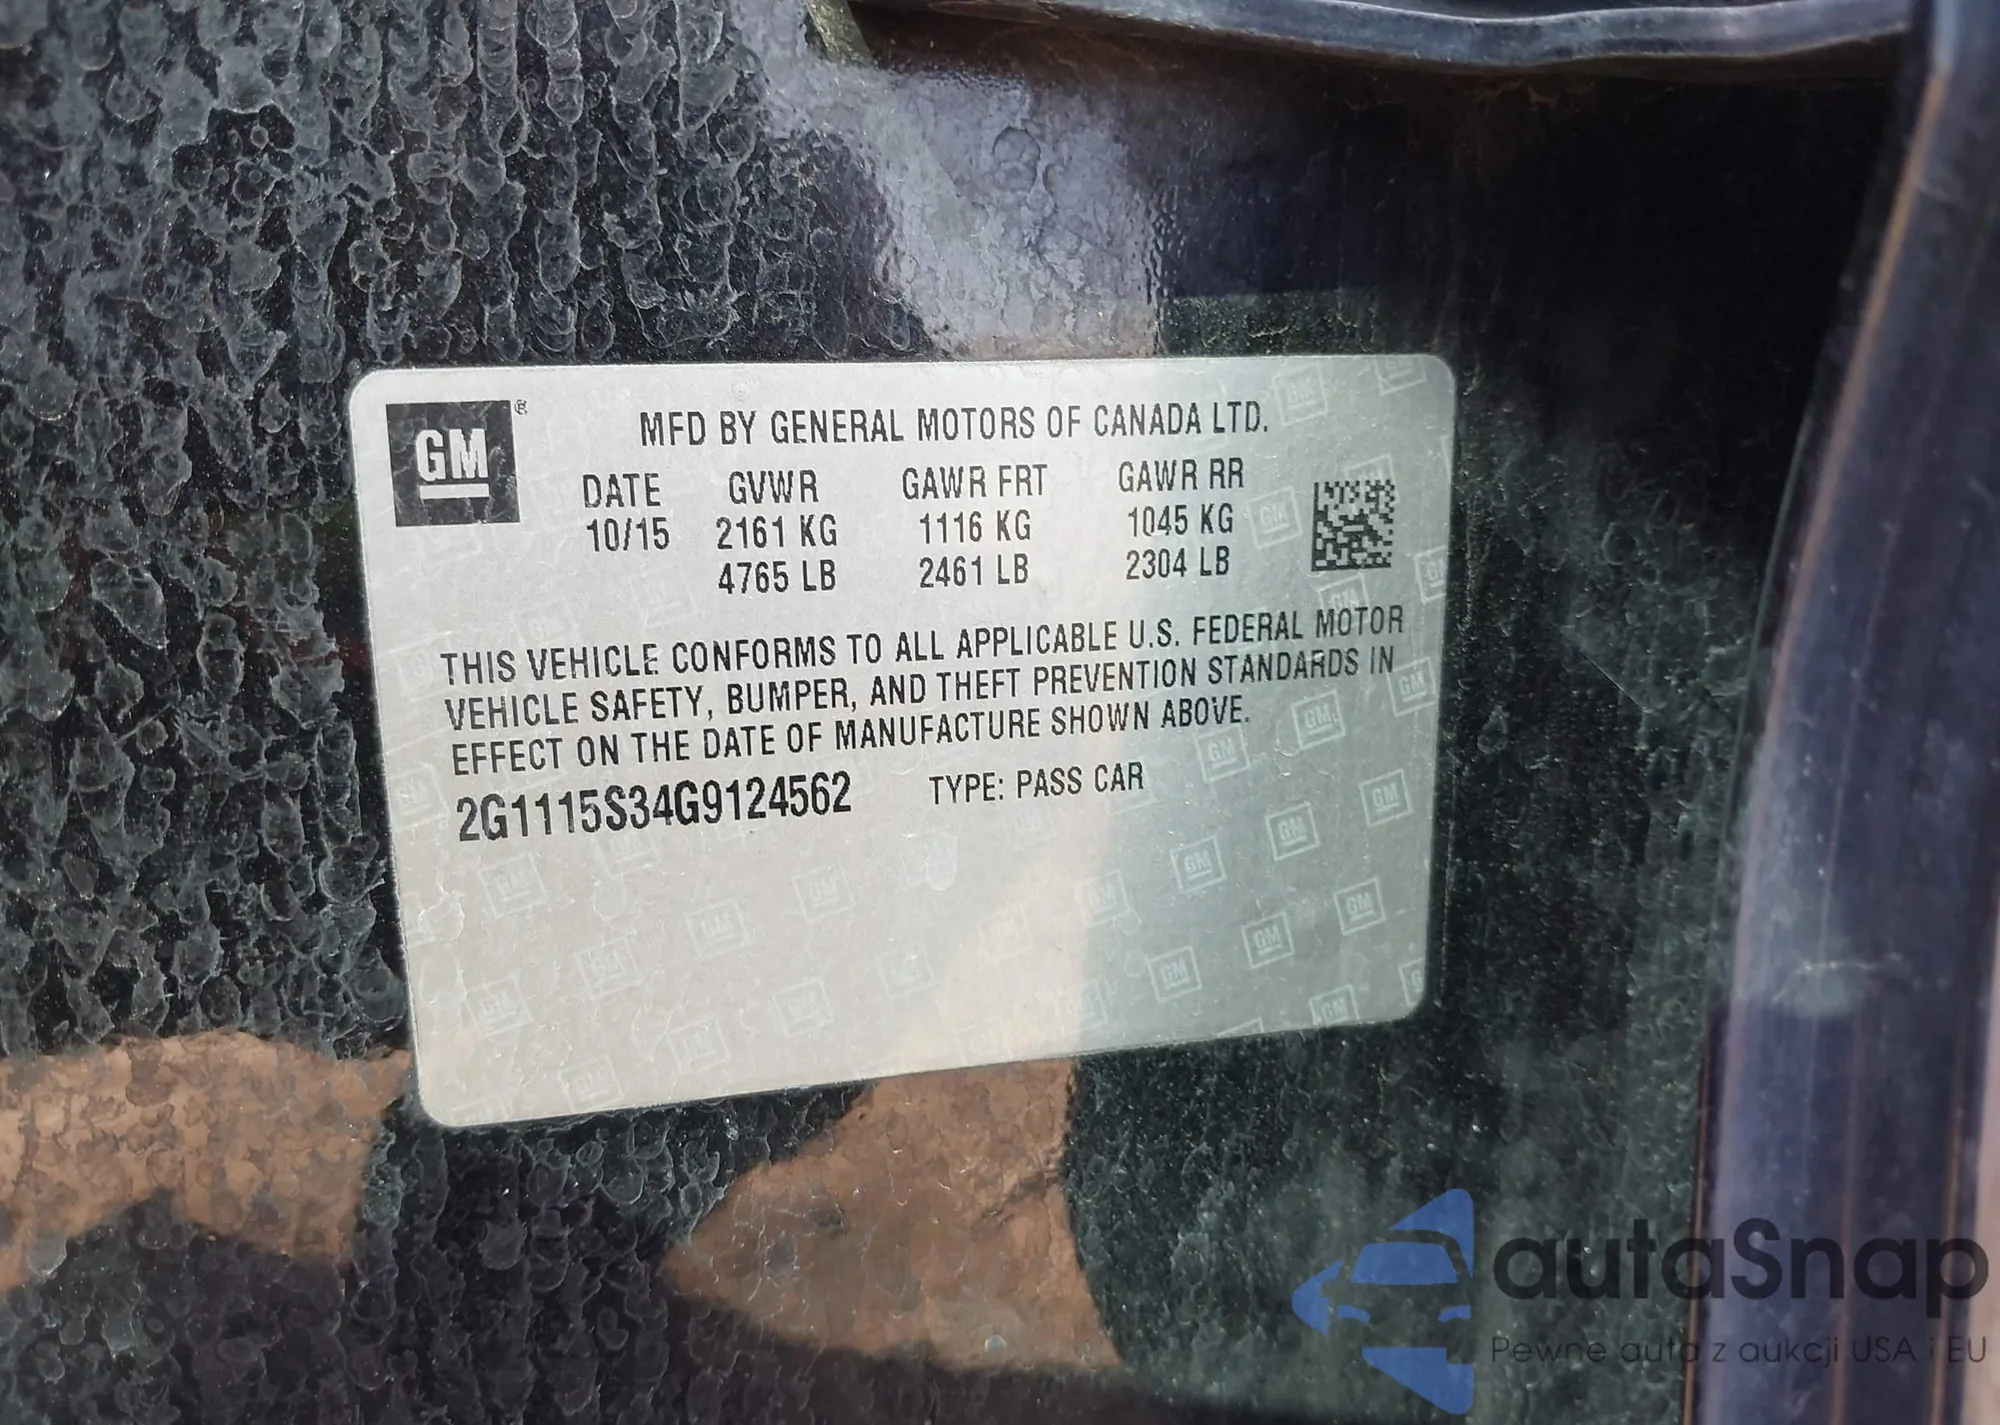 GM ®
MFD BY GENERAL MOTORS OF CANADA LTD.
DATE GVWR GAWR FRT GAWR RR
10/15 2161 KG 1116 KG 1045 KG
4765 LB 2461 LB 2304 LB
THIS VEHICLE CONFORMS TO ALL APPLICABLE U.S. FEDERAL MOTOR
VEHICLE SAFETY, BUMPER, AND THEFT PREVENTION STANDARDS IN
EFFECT ON THE DATE OF MANUFACTURE SHOWN ABOVE.
2G1115S34G9124562 TYPE: PASS CAR
autaSnap
Pewne auta z aukcji USA i EU